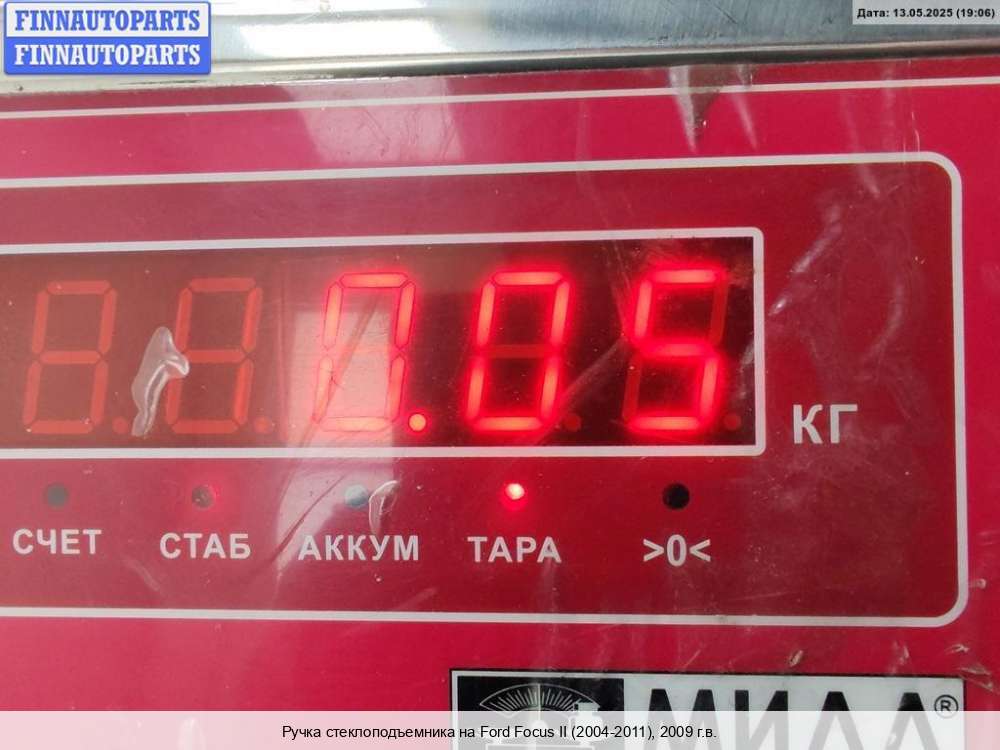 FINNAUTOPARTS
FINNAUTOPARTS
Дата: 13.05.2025 (19:06)
0.05
КГ
СЧЕТ СТАБ АККУМ ТАРА >0<
®
Ручка стеклоподъемника на Ford Focus II (2004-2011), 2009 г.в.